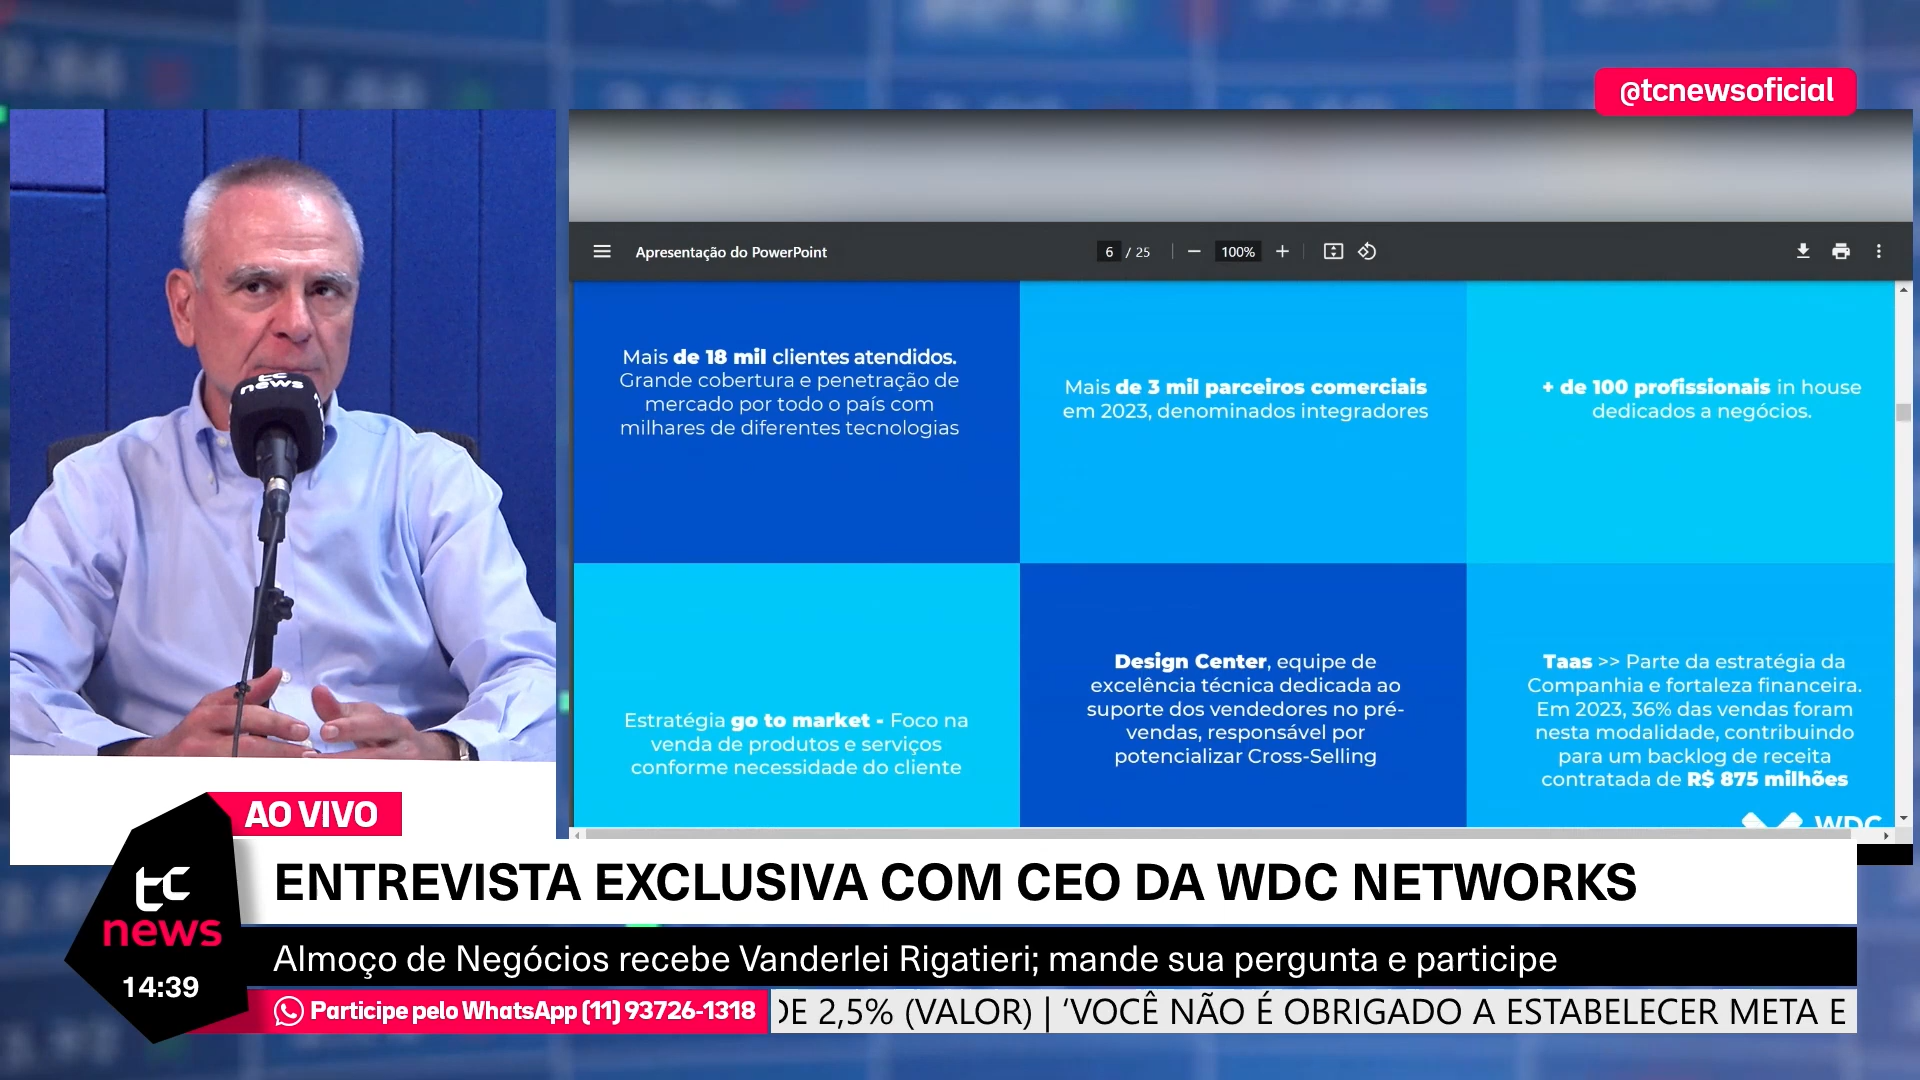 @tcnewsoficial
Apresentação do PowerPoint
6 / 25
100%
Mais de 18 mil clientes atendidos.
Grande cobertura e penetração de
mercado por todo o país com
milhares de diferentes tecnologias
Mais de 3 mil parceiros comerciais
em 2023, denominados integradores
+ de 100 profissionais in house
dedicados a negócios.
Estratégia go to market - Foco na
venda de produtos e serviços
conforme necessidade do cliente
Design Center, equipe de
excelência técnica dedicada ao
suporte dos vendedores no pré-
vendas, responsável por
potencializar Cross-Selling
Taas >> Parte da estratégia da
Companhia e fortaleza financeira.
Em 2023, 36% das vendas foram
nesta modalidade, contribuindo
para um backlog de receita
contratada de R$ 875 milhões
WDC
tc
news
AO VIVO
ENTREVISTA EXCLUSIVA COM CEO DA WDC NETWORKS
Almoço de Negócios recebe Vanderlei Rigatieri; mande sua pergunta e participe
tc
news
14:39
Participe pelo WhatsApp (11) 93726-1318
DE 2,5% (VALOR) | ‘VOCÊ NÃO É OBRIGADO A ESTABELECER META E